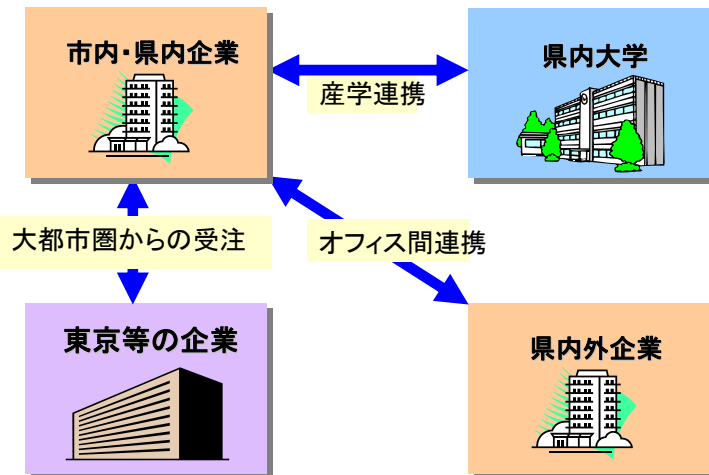 市内・県内企業
県内大学
産学連携
大都市圏からの受注
オフィス間連携
東京等の企業
県内外企業